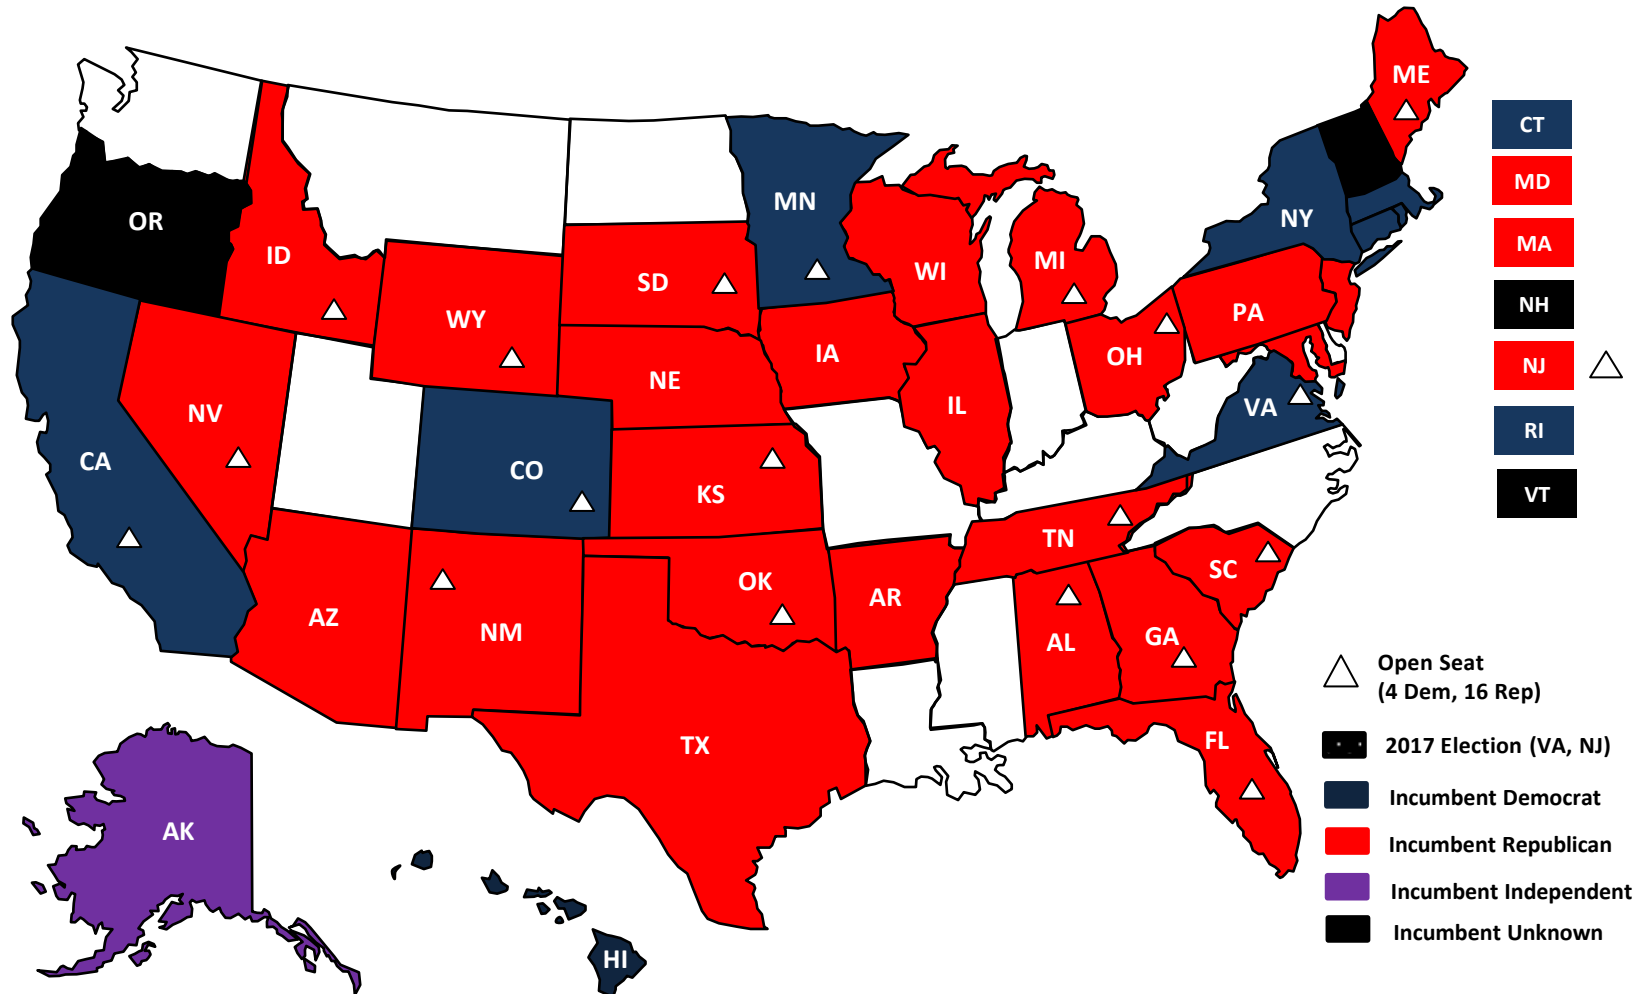 ME
CT
MD
MA
NH
NJ
RI
VT
OR
ID
MN
NY
WI
MI
SD
WY
PA
OH
IA
NE
NV
IL
VA
CA
CO
KS
TN
SC
OK
AR
AZ
NM
AL
GA
TX
FL
AK
HI
Open Seat
(4 Dem, 16 Rep)
2017 Election (VA, NJ)
Incumbent Democrat
Incumbent Republican
Incumbent Independent
Incumbent Unknown